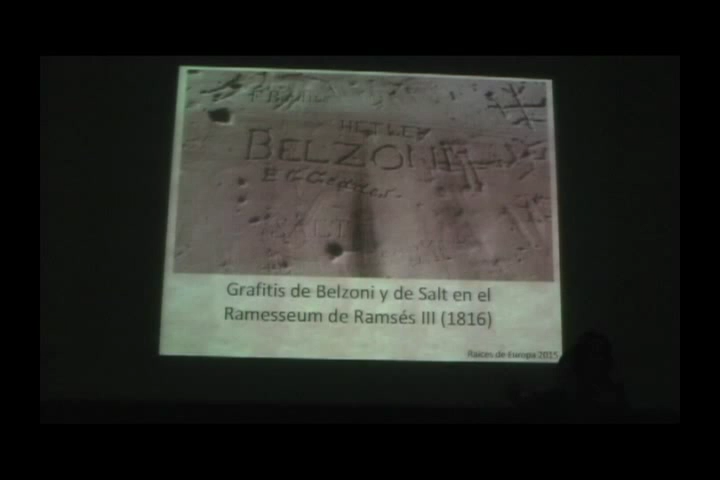 BELZONI
Grafitis de Belzoni y de Salt en el
Ramesseum de Ramsés III (1816)
Raíces de Europa 2015